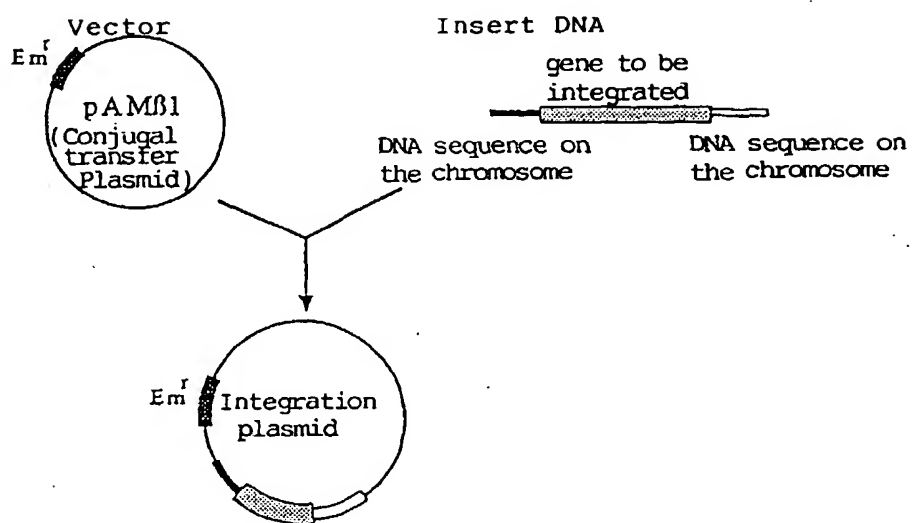 Vector
Em^r
pAMβ1
(Conjugal
transfer
Plasmid)
Insert DNA
gene to be
integrated
DNA sequence on
the chromosome
DNA sequence on
the chromosome
Em^r
Integration
plasmid